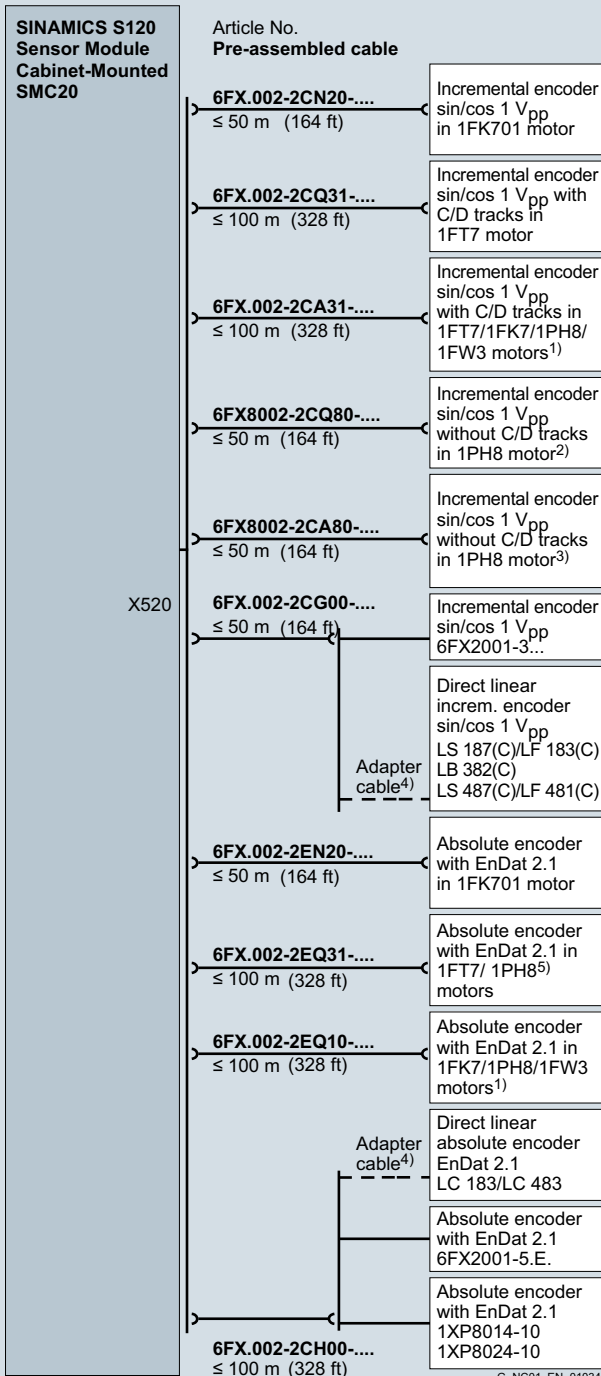 SINAMICS S120
Sensor Module
Cabinet-Mounted
SMC20
Article No.
Pre-assembled cable
6FX.002-2CN20-....
≤ 50 m (164 ft)
Incremental encoder
sin/cos 1 Vpp
in 1FK701 motor
6FX.002-2CQ31-....
≤ 100 m (328 ft)
Incremental encoder
sin/cos 1 Vpp with
C/D tracks in
1FT7 motor
6FX.002-2CA31-....
≤ 100 m (328 ft)
Incremental encoder
sin/cos 1 Vpp
with C/D tracks in
1FT7/1FK7/1PH8/
1FW3 motors1)
6FX8002-2CQ80-....
≤ 50 m (164 ft)
Incremental encoder
sin/cos 1 Vpp
without C/D tracks
in 1PH8 motor2)
6FX8002-2CA80-....
≤ 50 m (164 ft)
Incremental encoder
sin/cos 1 Vpp
without C/D tracks
in 1PH8 motor3)
X520
6FX.002-2CG00-....
≤ 50 m (164 ft)
Incremental encoder
sin/cos 1 Vpp
6FX2001-3...
Adapter
cable4)
Direct linear
increm. encoder
sin/cos 1 Vpp
LS 187(C)/LF 183(C)
LB 382(C)
LS 487(C)/LF 481(C)
6FX.002-2EN20-....
≤ 50 m (164 ft)
Absolute encoder
with EnDat 2.1
in 1FK701 motor
6FX.002-2EQ31-....
≤ 100 m (328 ft)
Absolute encoder
with EnDat 2.1 in
1FT7/ 1PH85)
motors
6FX.002-2EQ10-....
≤ 100 m (328 ft)
Absolute encoder
with EnDat 2.1 in
1FK7/1PH8/1FW3
motors1)
Adapter
cable4)
Direct linear
absolute encoder
EnDat 2.1
LC 183/LC 483
Absolute encoder
with EnDat 2.1
6FX2001-5.E.
Absolute encoder
with EnDat 2.1
1XP8014-10
1XP8024-10
6FX.002-2CH00-....
≤ 100 m (328 ft)